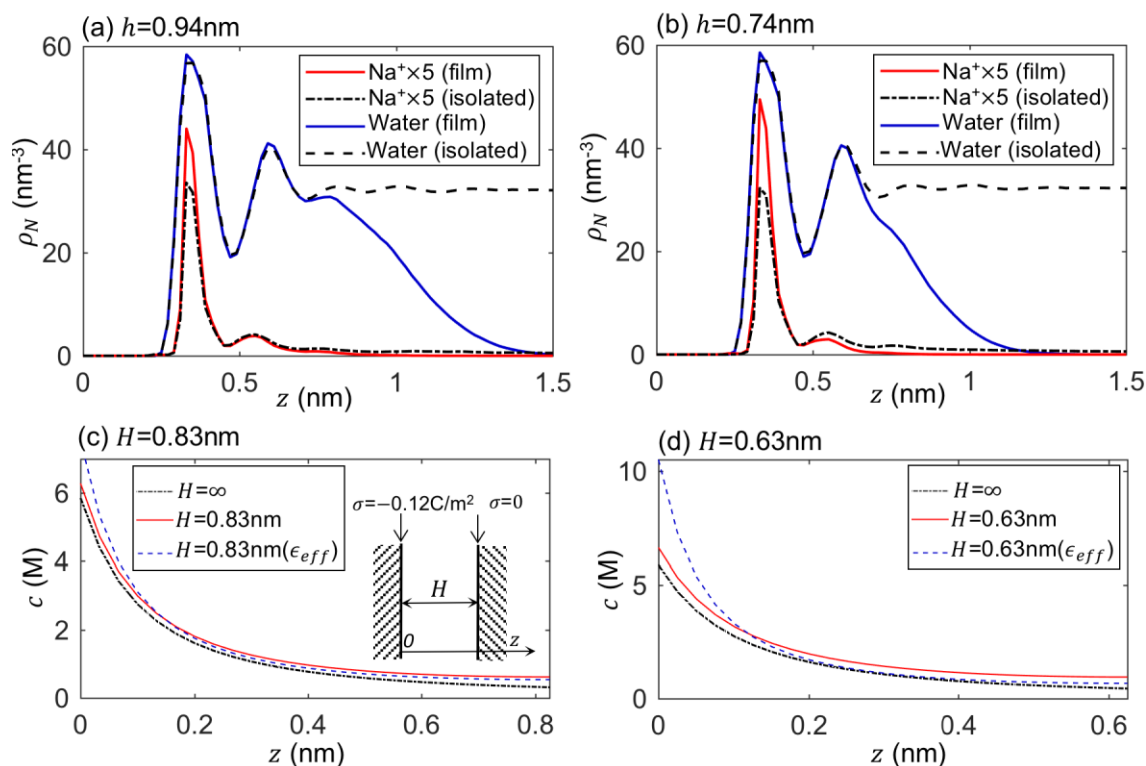 (a) h=0.94nm
60
40
20
0
ρN (nm-3)
Na+×5 (film)
Na+×5 (isolated)
Water (film)
Water (isolated)
0 0.5 1 1.5
z (nm)
(b) h=0.74nm
60
40
20
0
ρN (nm-3)
Na+×5 (film)
Na+×5 (isolated)
Water (film)
Water (isolated)
0 0.5 1 1.5
z (nm)
(c) H=0.83nm
6
4
2
0
c (M)
H=∞
H=0.83nm
H=0.83nm(ϵeff)
σ=−0.12C/m2 σ=0
H
0
z
0 0.2 0.4 0.6 0.8
z (nm)
(d) H=0.63nm
10
5
0
c (M)
H=∞
H=0.63nm
H=0.63nm(ϵeff)
0 0.2 0.4 0.6
z (nm)